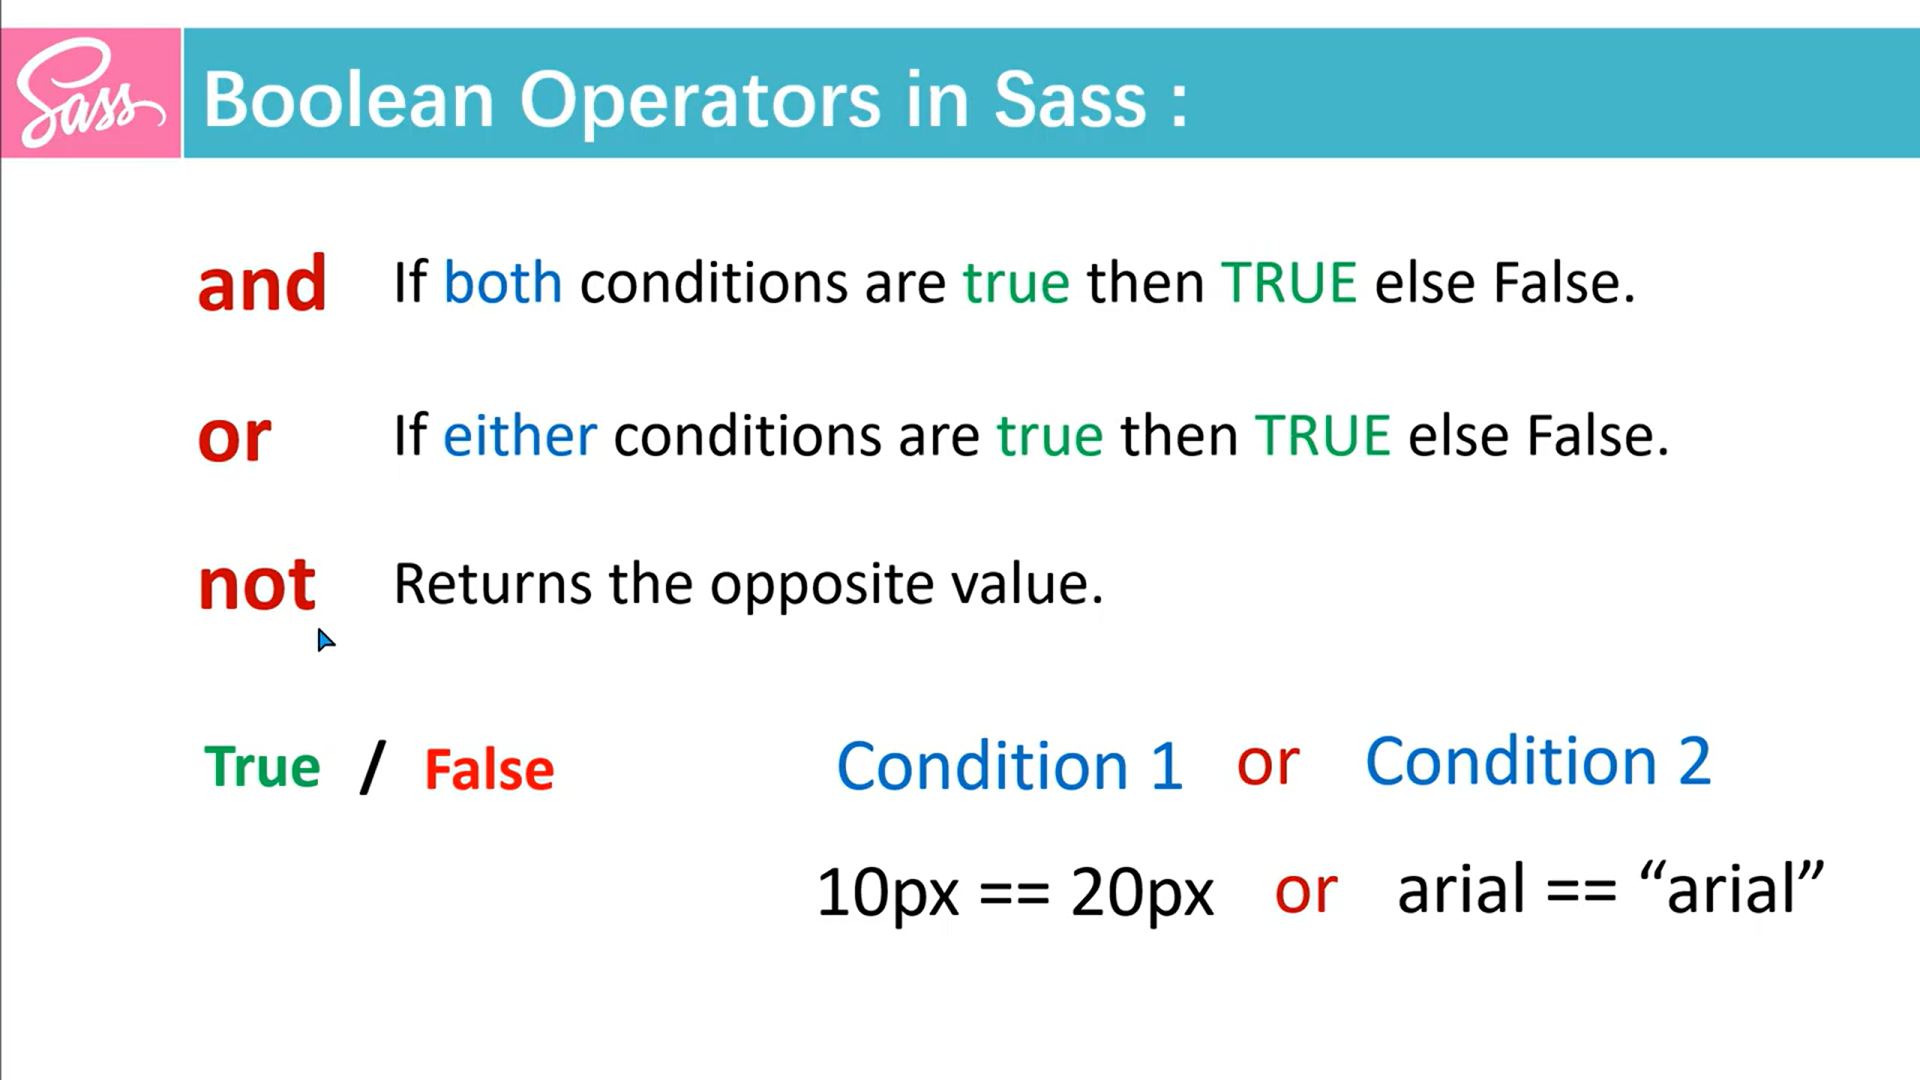 Sass
Boolean Operators in Sass :
and If both conditions are true then TRUE else False.
or If either conditions are true then TRUE else False.
not Returns the opposite value.
True / False Condition 1 or Condition 2
10px == 20px or arial == “arial”